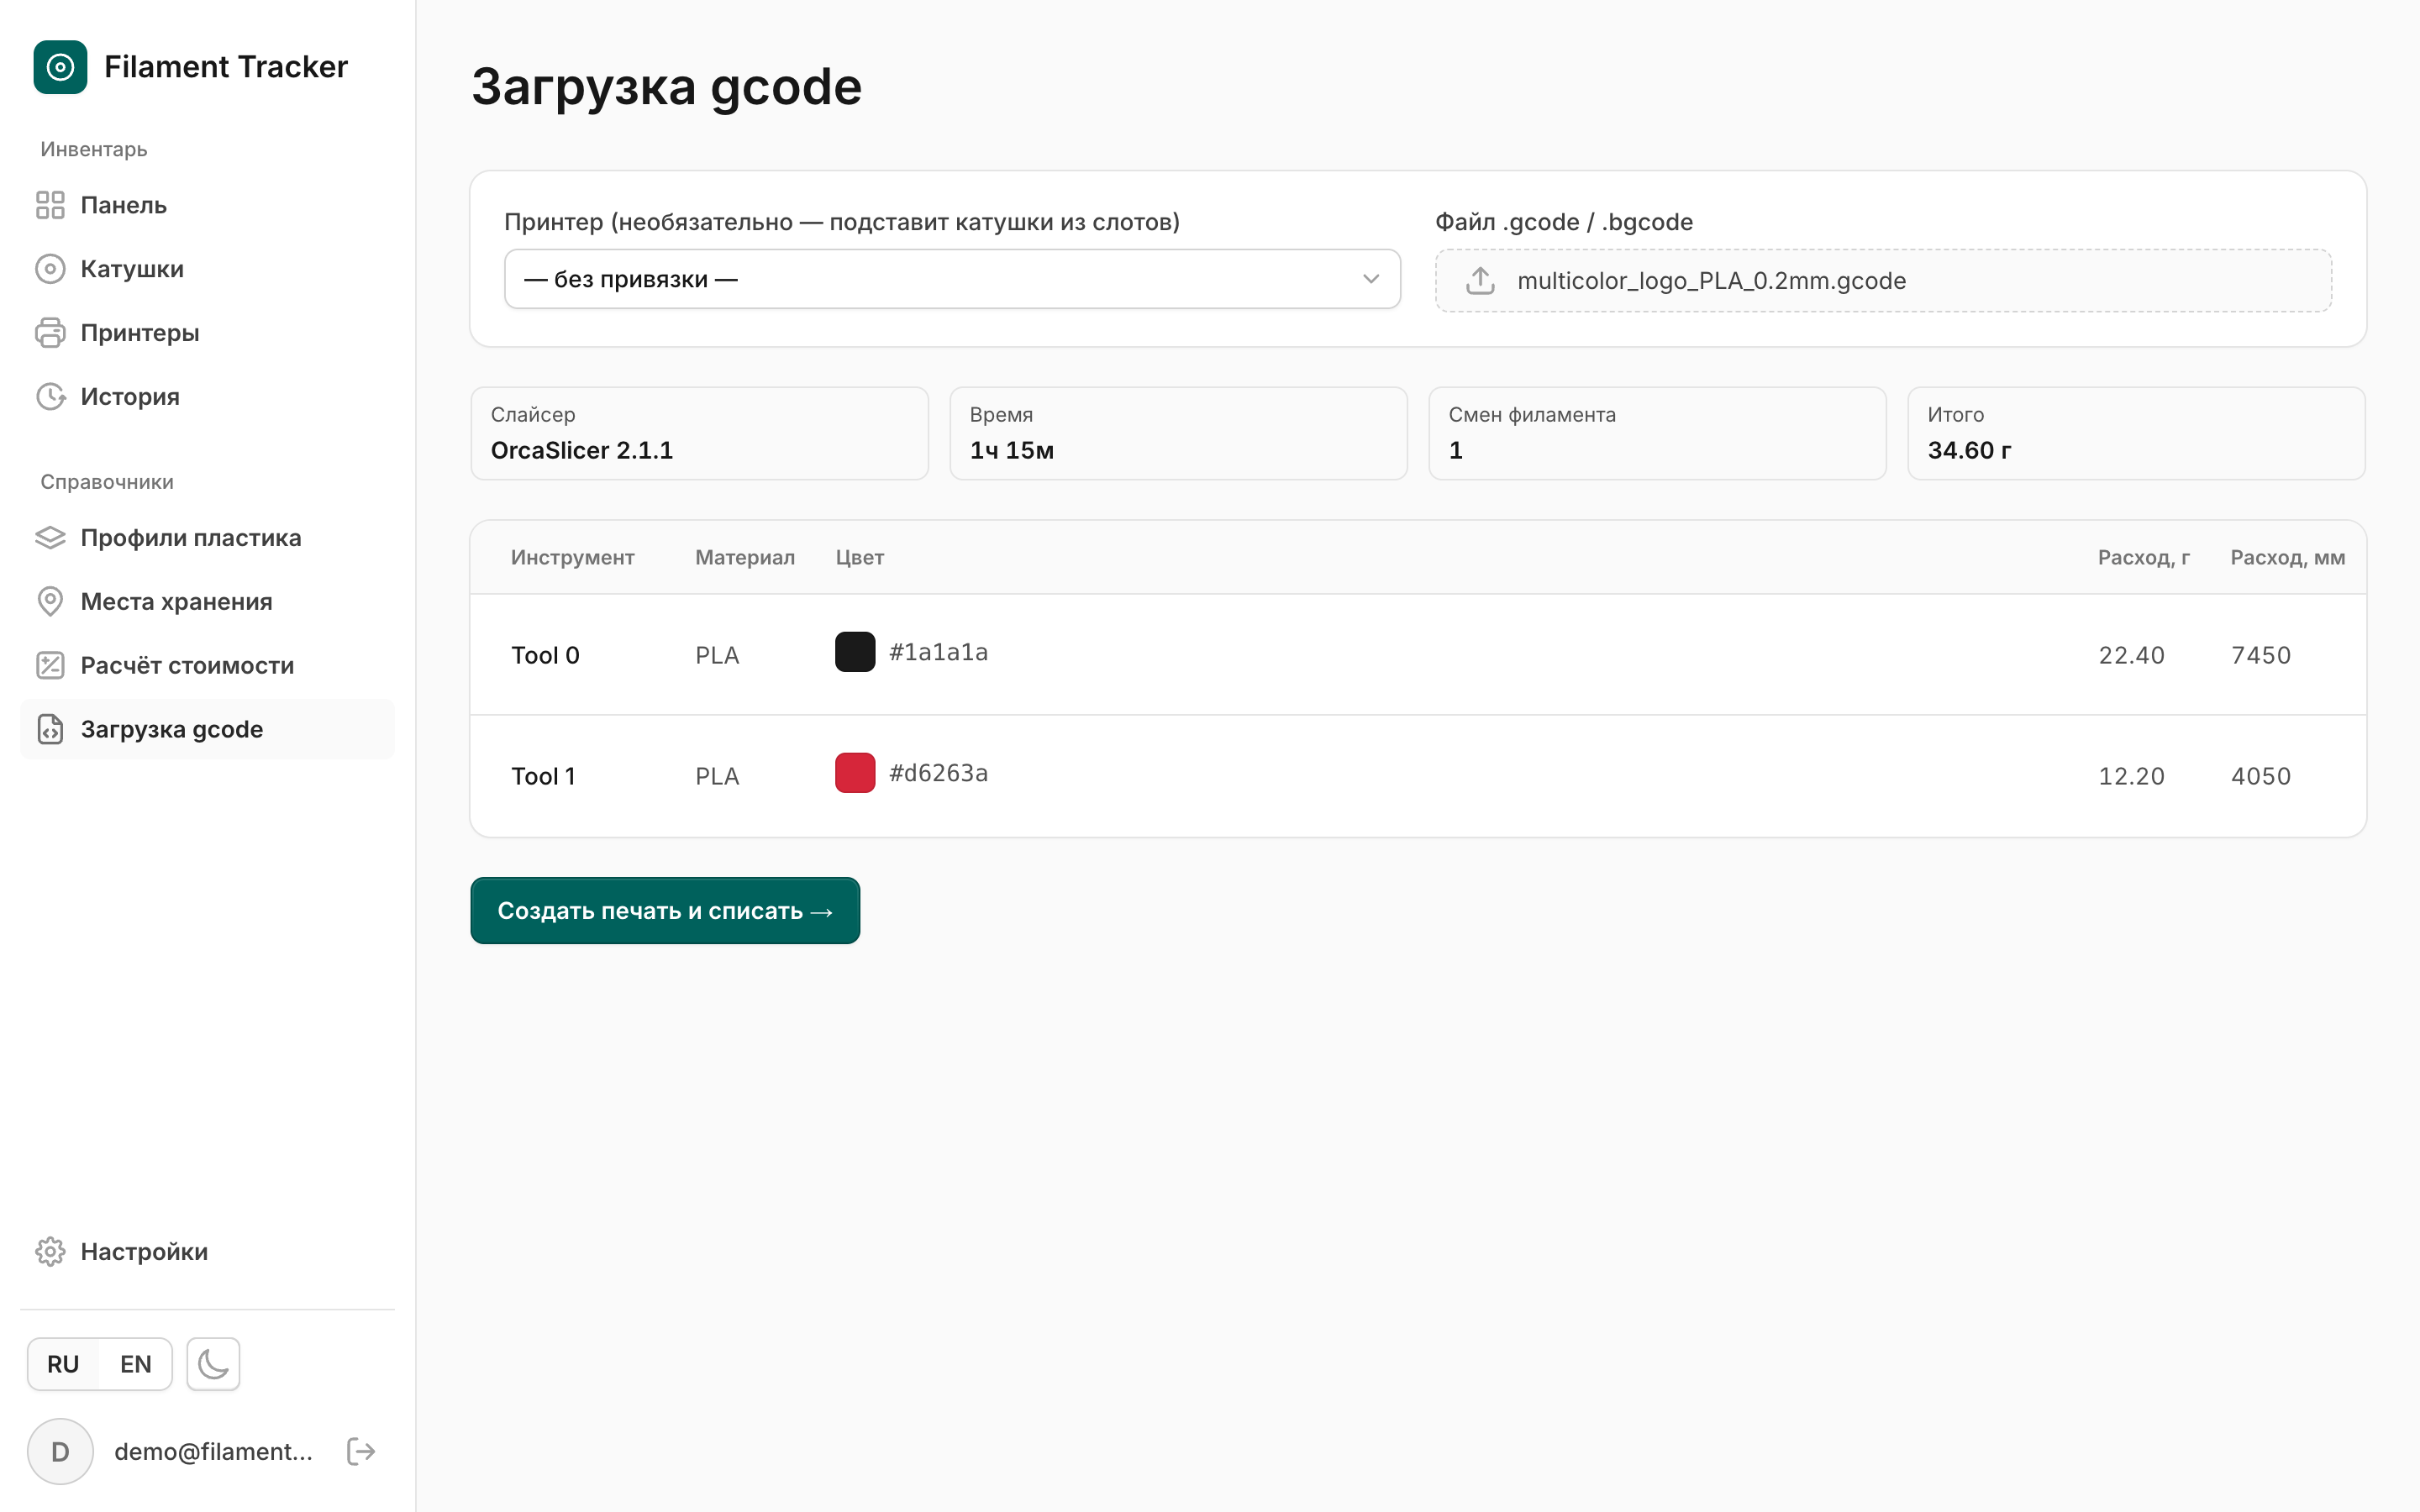 Filament Tracker
Инвентарь
Панель
Катушки
Принтеры
История
Справочники
Профили пластика
Места хранения
Расчёт стоимости
Загрузка gcode
Настройки
RU EN
D demo@filament...
Загрузка gcode
Принтер (необязательно — подставит катушки из слотов)
— без привязки —
Файл .gcode / .bgcode
multicolor_logo_PLA_0.2mm.gcode
Слайсер
OrcaSlicer 2.1.1
Время
1ч 15м
Смен филамента
1
Итого
34.60 г
Инструмент Материал Цвет Расход, г Расход, мм
Tool 0 PLA #1a1a1a 22.40 7450
Tool 1 PLA #d6263a 12.20 4050
Создать печать и списать →